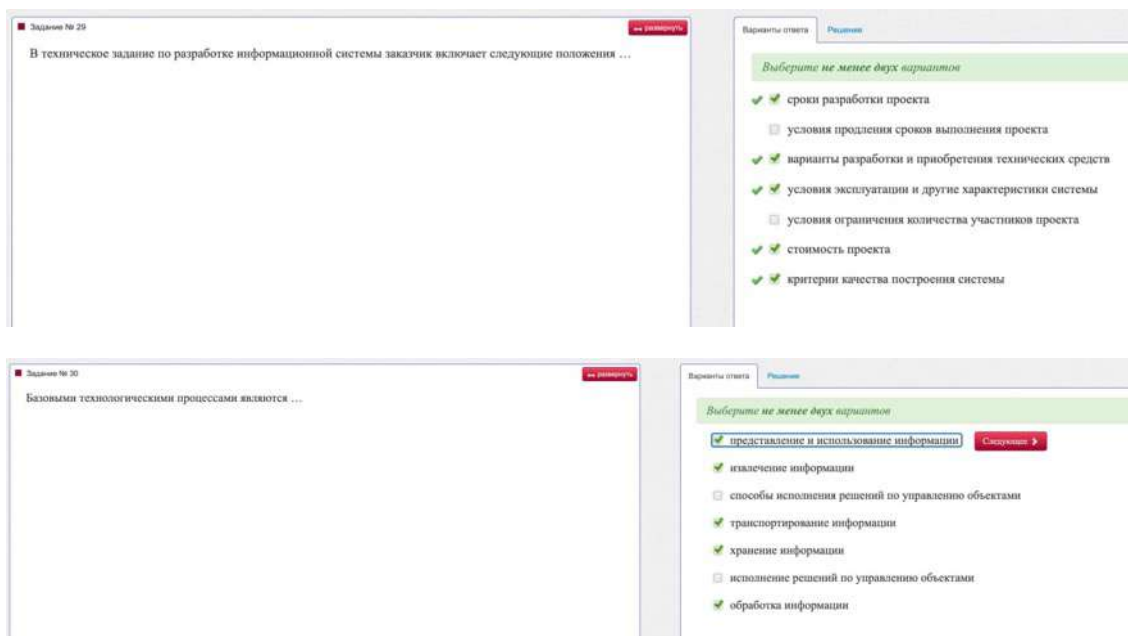 Задание № 29
развернуть
В техническое задание по разработке информационной системы заказчик включает следующие положения …
Варианты ответа Решение
Выберите не менее двух вариантов
сроки разработки проекта
условия продления сроков выполнения проекта
варианты разработки и приобретения технических средств
условия эксплуатации и другие характеристики системы
условия ограничения количества участников проекта
стоимость проекта
критерии качества построения системы
Задание № 30
развернуть
Базовыми технологическими процессами являются …
Варианты ответа Решение
Выберите не менее двух вариантов
представление и использование информации Следующее
извлечение информации
способы исполнения решений по управлению объектами
транспортирование информации
хранение информации
исполнение решений по управлению объектами
обработка информации